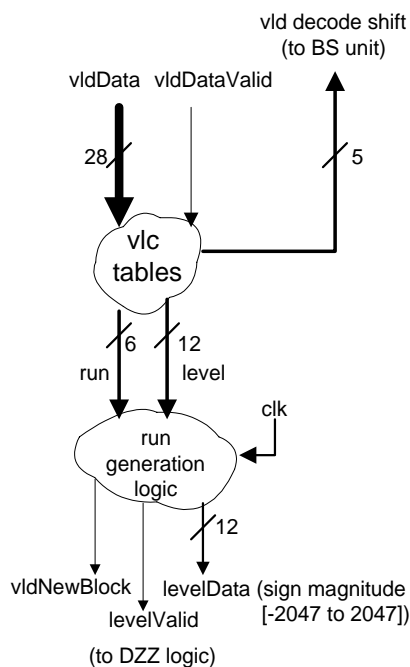 vld decode shift
(to BS unit)
vldData
vldDataValid
28
5
vlc
tables
6
12
run
level
clk
run
generation
logic
12
vldNewBlock
levelData (sign magnitude
[-2047 to 2047])
levelValid
(to DZZ logic)